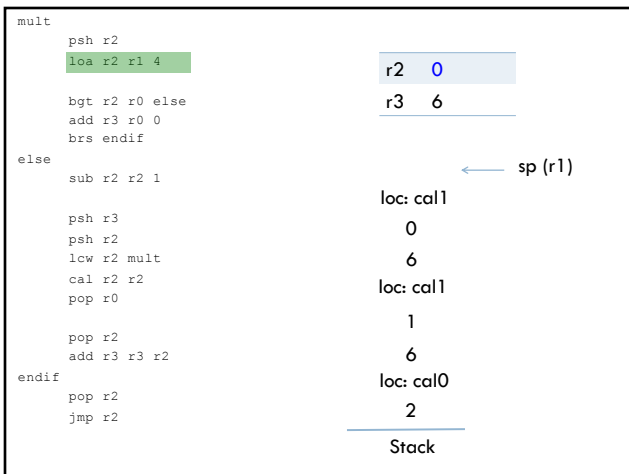 mult
psh r2
loa r2 r1 4
bgt r2 r0 else
add r3 r0 0
brs endif
else
sub r2 r2 1
psh r3
psh r2
lcw r2 mult
cal r2 r2
pop r0
pop r2
add r3 r3 r2
endif
pop r2
jmp r2
r2 0
r3 6
sp (r1)
loc: cal1
0
6
loc: cal1
1
6
loc: cal0
2
Stack